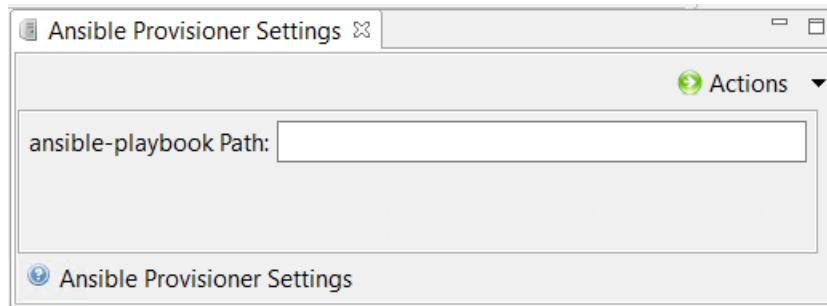 Ansible Provisioner Settings
Actions
ansible-playbook Path:
Ansible Provisioner Settings